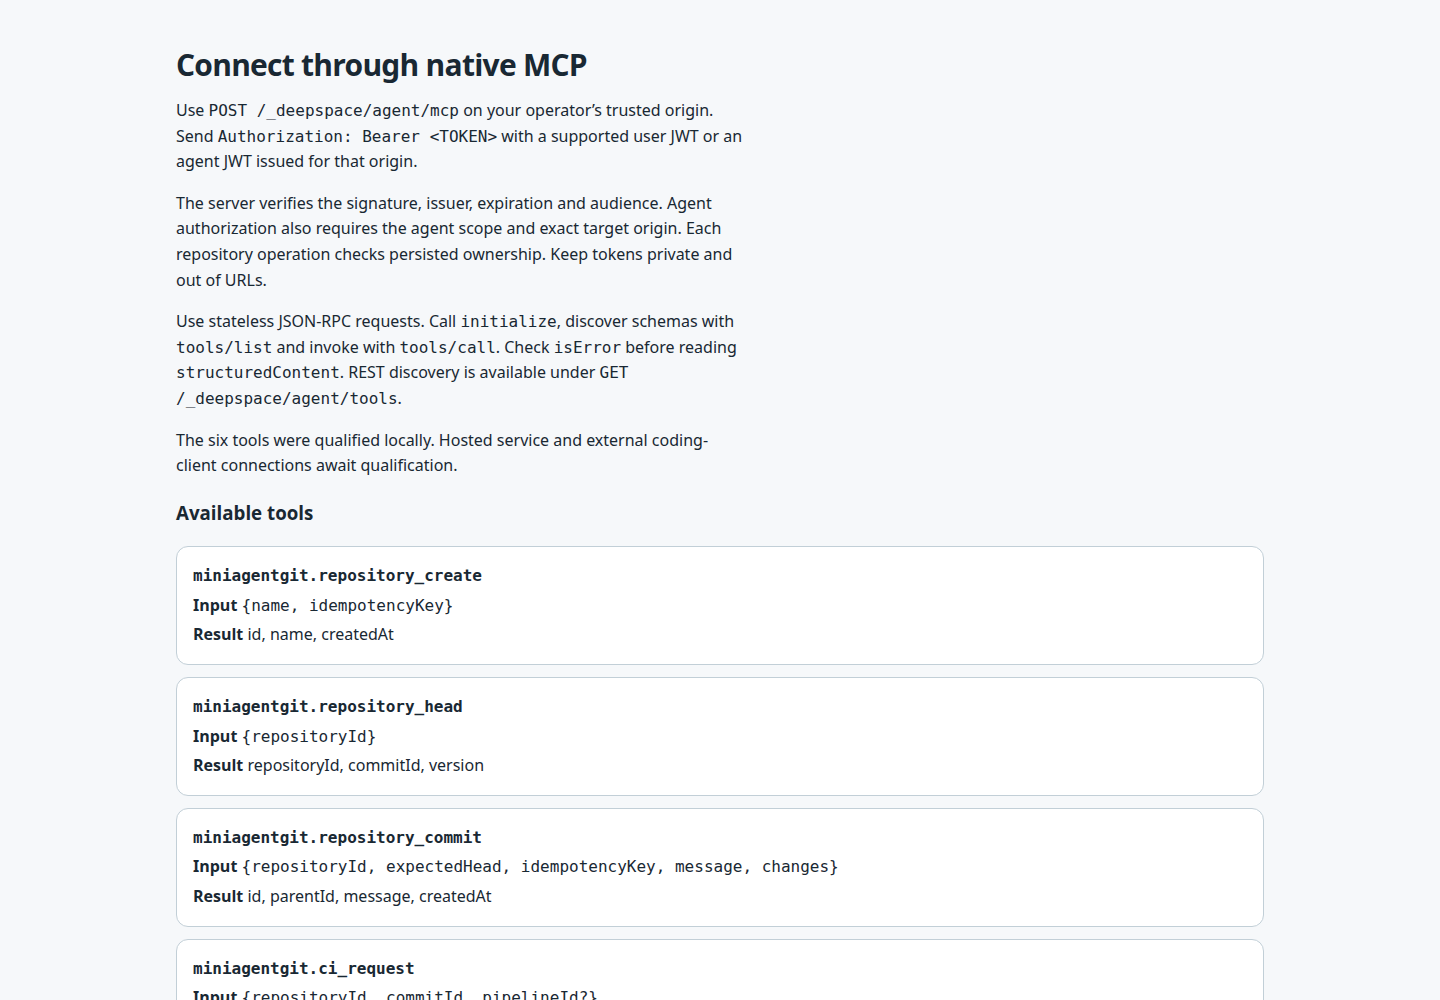 Connect through native MCP
Use POST /_deepspace/agent/mcp on your operator’s trusted origin.
Send Authorization: Bearer <TOKEN> with a supported user JWT or an
agent JWT issued for that origin.
The server verifies the signature, issuer, expiration and audience. Agent
authorization also requires the agent scope and exact target origin. Each
repository operation checks persisted ownership. Keep tokens private and
out of URLs.
Use stateless JSON-RPC requests. Call initialize, discover schemas with
tools/list and invoke with tools/call. Check isError before reading
structuredContent. REST discovery is available under GET
/_deepspace/agent/tools.
The six tools were qualified locally. Hosted service and external coding-
client connections await qualification.
Available tools
miniagentgit.repository_create
Input {name, idempotencyKey}
Result id, name, createdAt
miniagentgit.repository_head
Input {repositoryId}
Result repositoryId, commitId, version
miniagentgit.repository_commit
Input {repositoryId, expectedHead, idempotencyKey, message, changes}
Result id, parentId, message, createdAt
miniagentgit.ci_request
Input {repositoryId, commitId, pipelineId?}